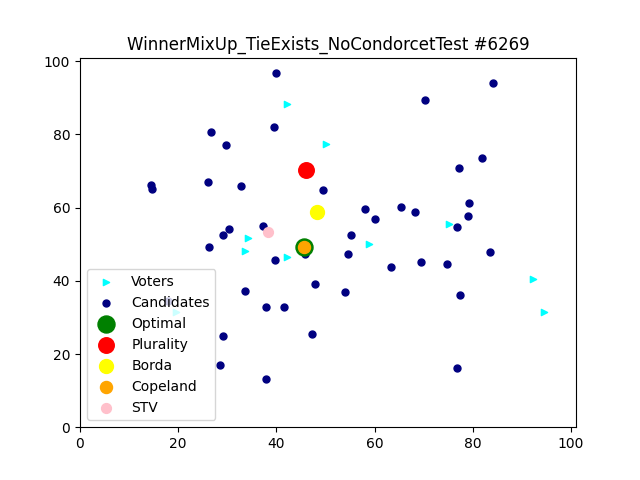 WinnerMixUp_TieExists_NoCondorcetTest #6269
100
80
60
40
20
0
Voters
Candidates
Optimal
Plurality
Borda
Copeland
STV
0 20 40 60 80 100